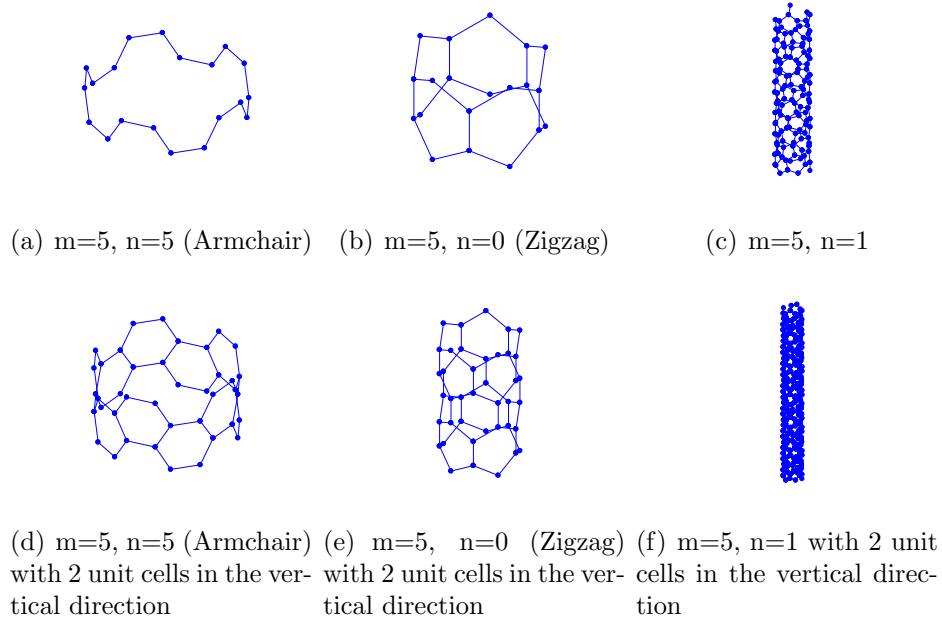 (a) m=5, n=5 (Armchair)
(b) m=5, n=0 (Zigzag)
(c) m=5, n=1
(d) m=5, n=5 (Armchair)
with 2 unit cells in the ver-
tical direction
(e) m=5, n=0 (Zigzag)
with 2 unit cells in the ver-
tical direction
(f) m=5, n=1 with 2 unit
cells in the vertical direc-
tion